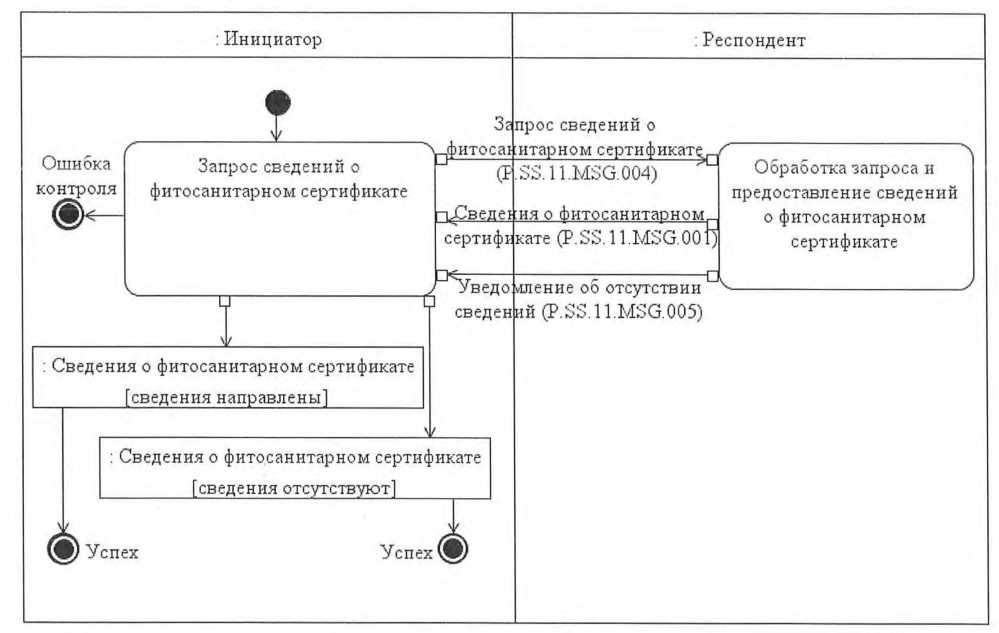 : Инициатор
: Респондент
Запрос сведений о
фитосанитарном сертификате
(P.SS.11.MSG.004)
Ошибка
контроля
Запрос сведений о
фитосанитарном сертификате
Обработка запроса и
предоставление сведений
о фитосанитарном
сертификате
Сведения о фитосанитарном
сертификате (P.SS.11.MSG.001)
Уведомление об отсутствии
сведений (P.SS.11.MSG.005)
: Сведения о фитосанитарном сертификате
[сведения направлены]
: Сведения о фитосанитарном сертификате
[сведения отсутствуют]
Успех
Успех